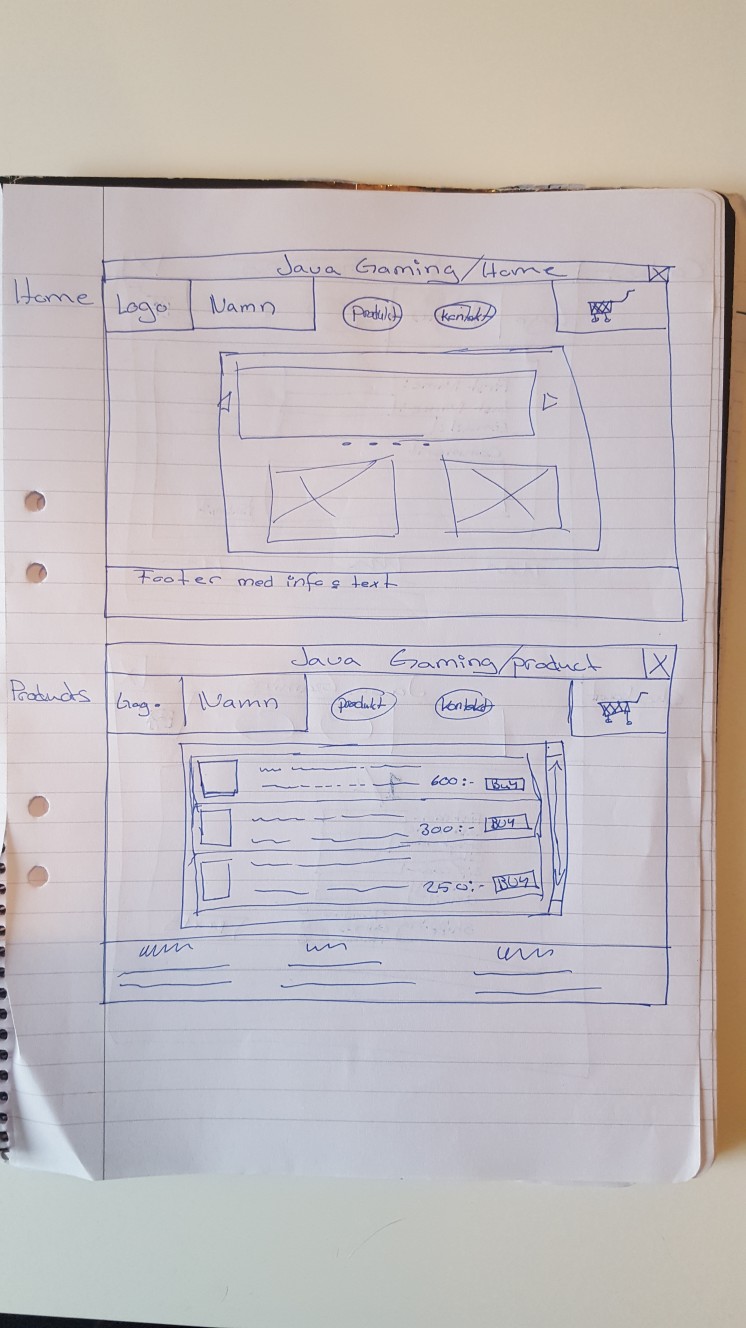 Java Gaming/Home
Home
Logo Namn produkt kontakt
Footer med info & text
Java Gaming/product
Products
Logo Namn produkt kontakt
600:- BUY
300:- BUY
250:- BUY